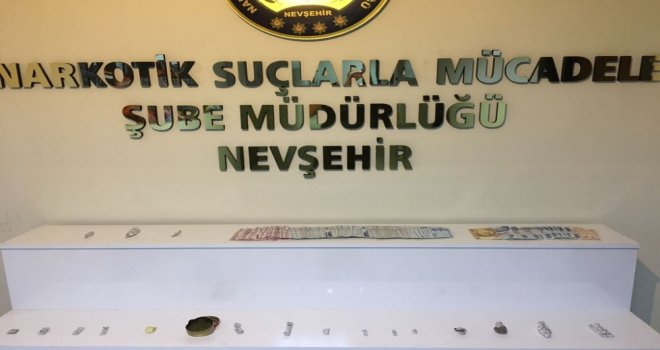 NEVŞEHİR
NARKOTİK SUÇLARLA MÜCADELE
ŞUBE MÜDÜRLÜĞÜ
NEVŞEHİR